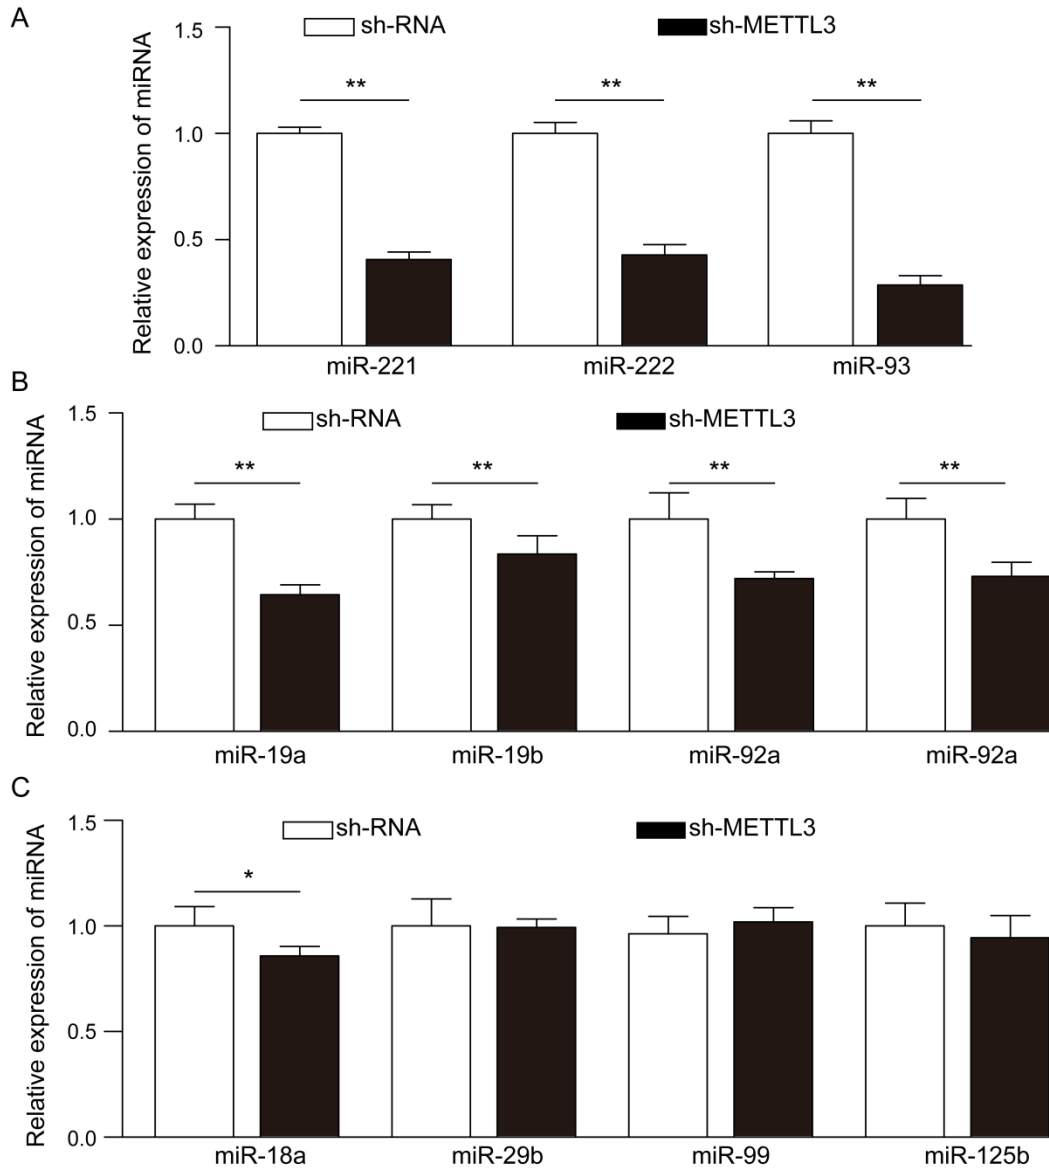 A
Relative expression of miRNA
sh-RNA sh-METTL3
1.5
** ** **
1.0
0.5
0.0
miR-221 miR-222 miR-93
B
Relative expression of miRNA
sh-RNA sh-METTL3
1.5
** ** ** **
1.0
0.5
0.0
miR-19a miR-19b miR-92a miR-92a
C
Relative expression of miRNA
sh-RNA sh-METTL3
1.5
*
1.0
0.5
0.0
miR-18a miR-29b miR-99 miR-125b